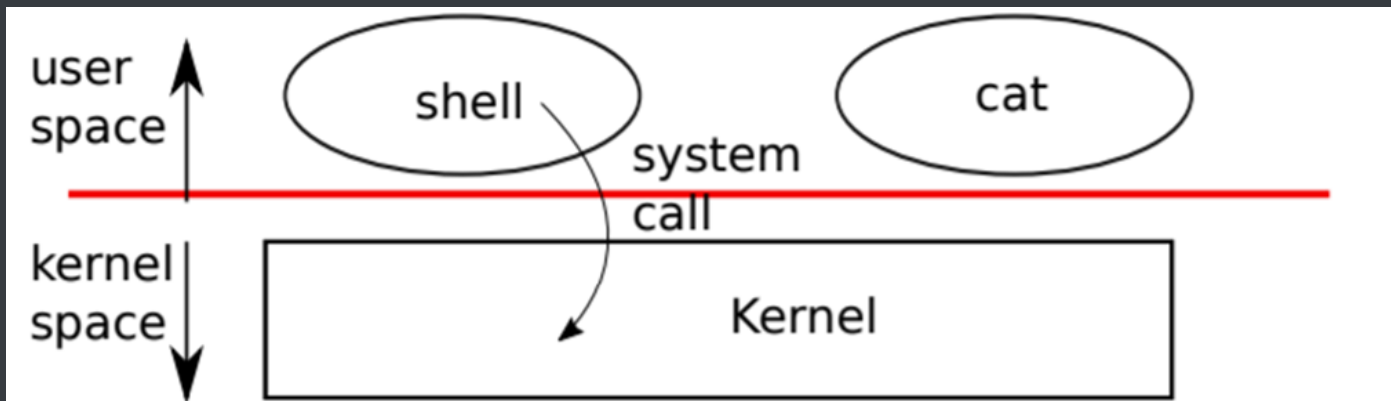 user
space
shell
cat
system
call
kernel
space
Kernel